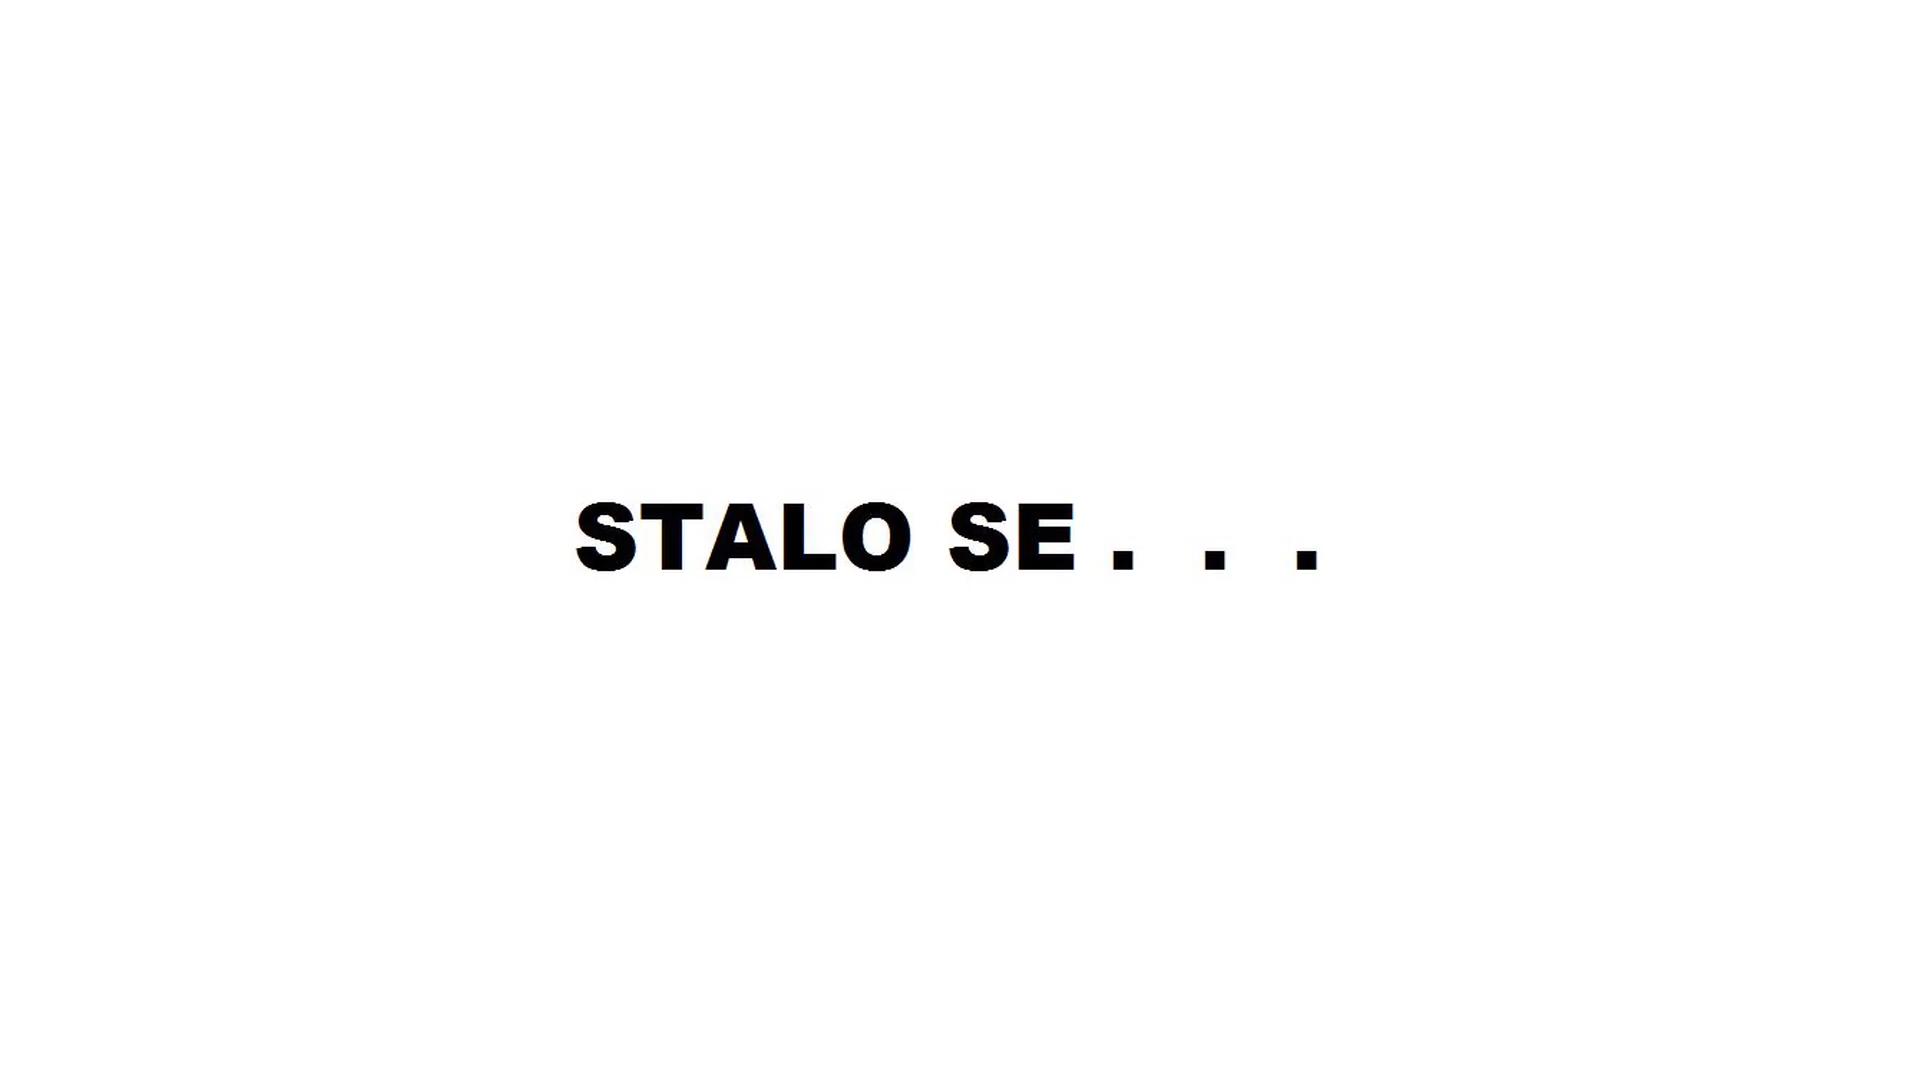 STALO SE . . .